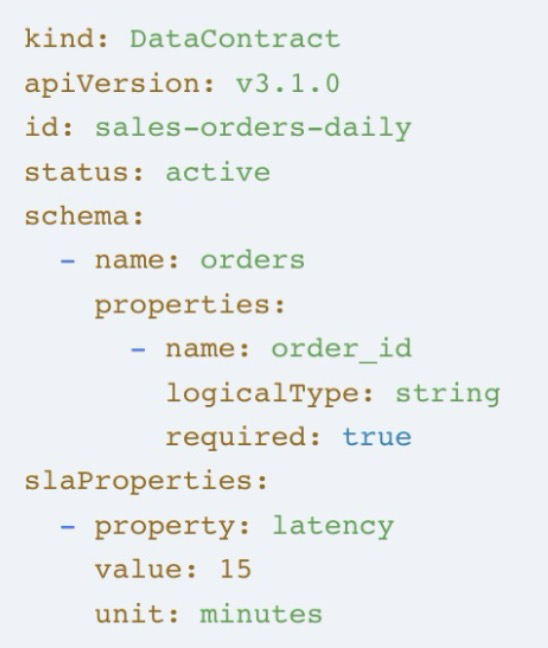 kind: DataContract
apiVersion: v3.1.0
id: sales-orders-daily
status: active
schema:
  - name: orders
    properties:
      - name: order_id
        logicalType: string
        required: true
slaProperties:
  - property: latency
    value: 15
    unit: minutes